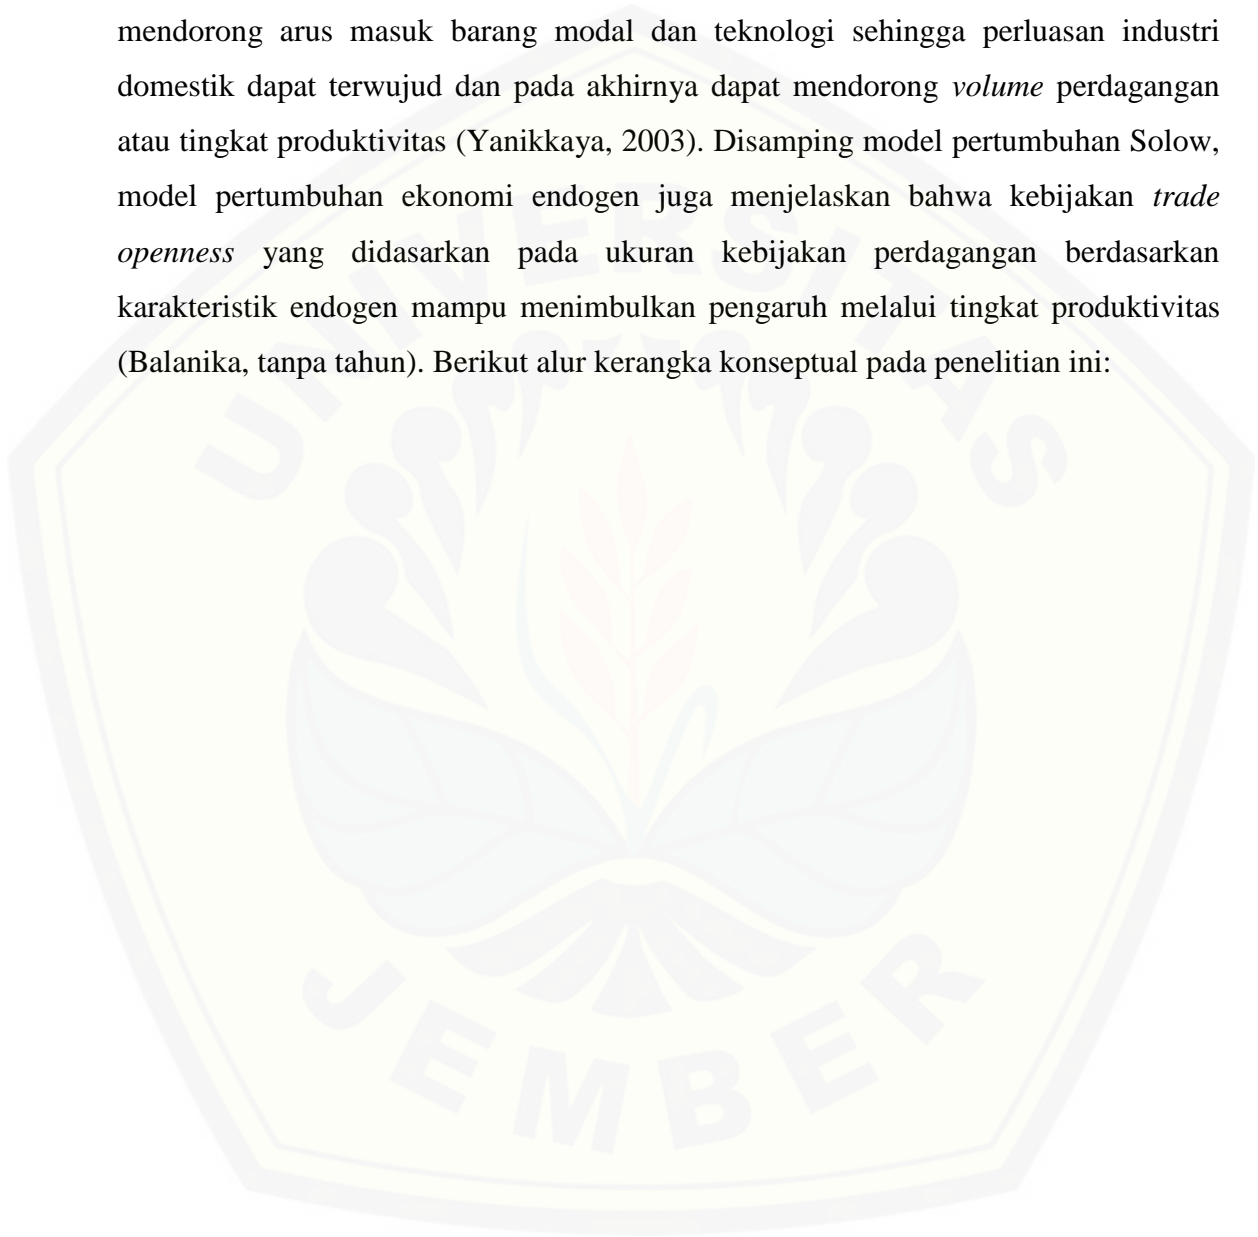 mendorong arus masuk barang modal dan teknologi sehingga perluasan industri
domestik dapat terwujud dan pada akhirnya dapat mendorong volume perdagangan
atau tingkat produktivitas (Yanikkaya, 2003). Disamping model pertumbuhan Solow,
model pertumbuhan ekonomi endogen juga menjelaskan bahwa kebijakan trade
openness yang didasarkan pada ukuran kebijakan perdagangan berdasarkan
karakteristik endogen mampu menimbulkan pengaruh melalui tingkat produktivitas
(Balanika, tanpa tahun). Berikut alur kerangka konseptual pada penelitian ini:
UNIVERSITAS
JEMBER